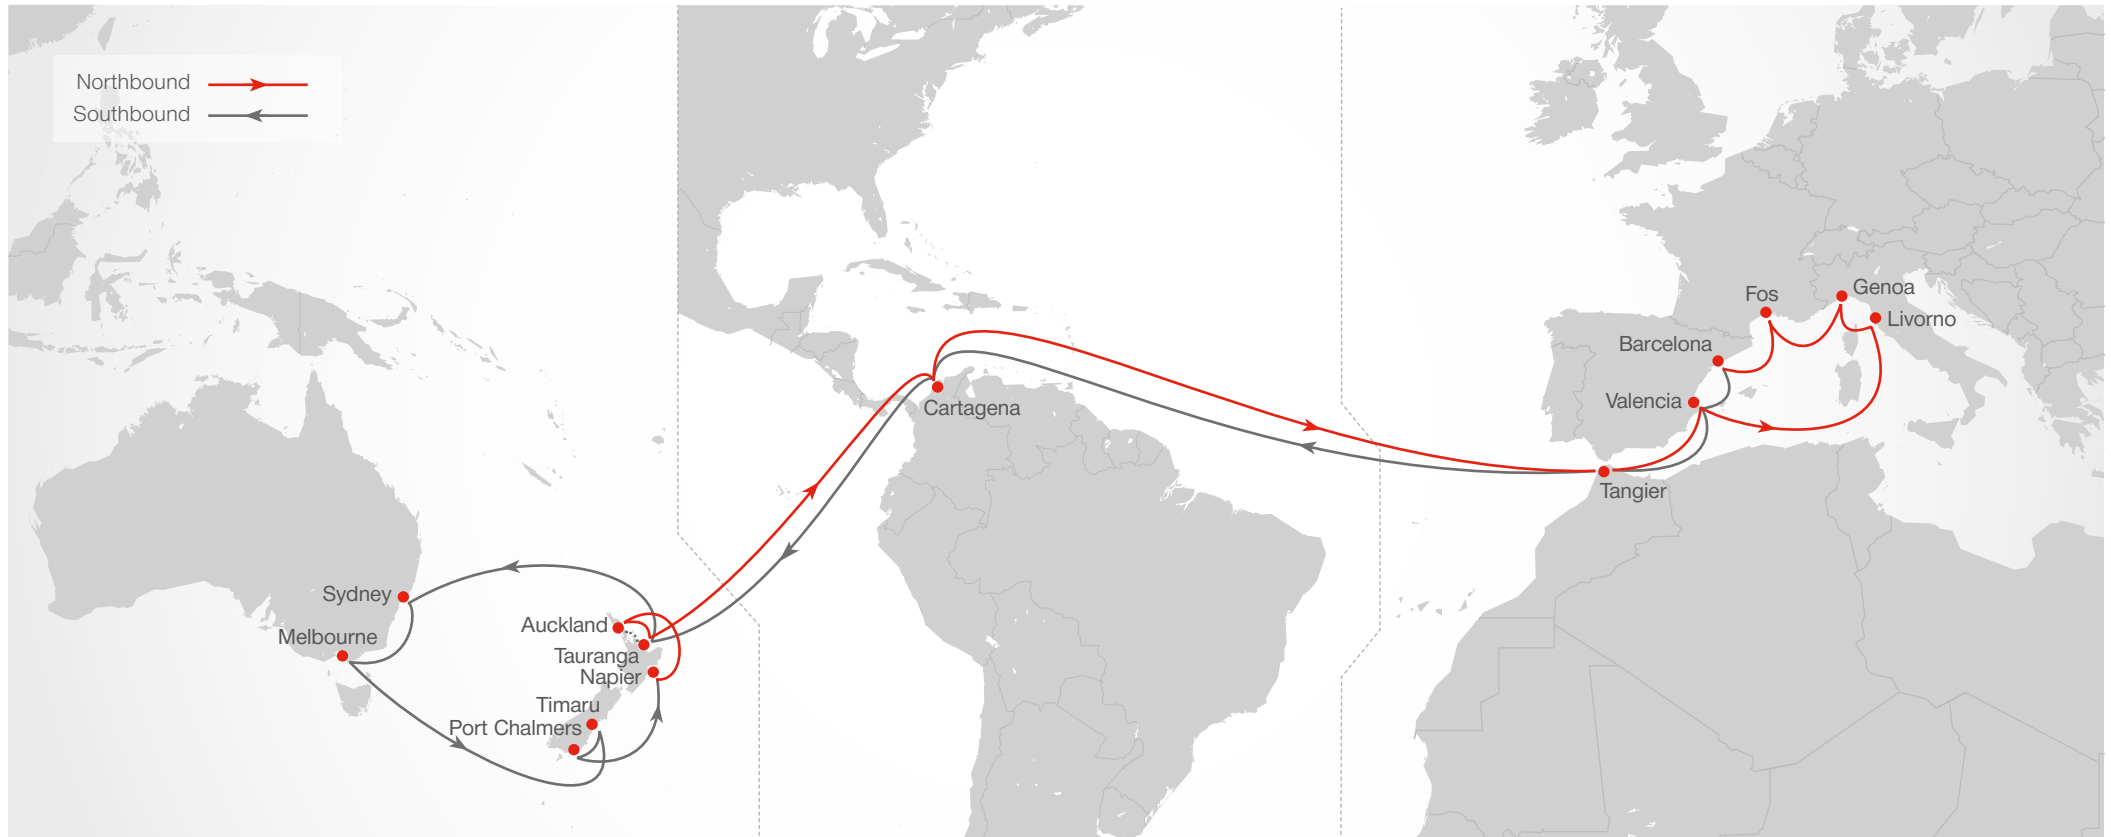 Northbound
Southbound
Sydney
Melbourne
Auckland
Tauranga
Napier
Timaru
Port Chalmers
Cartagena
Tangier
Valencia
Barcelona
Fos
Genoa
Livorno